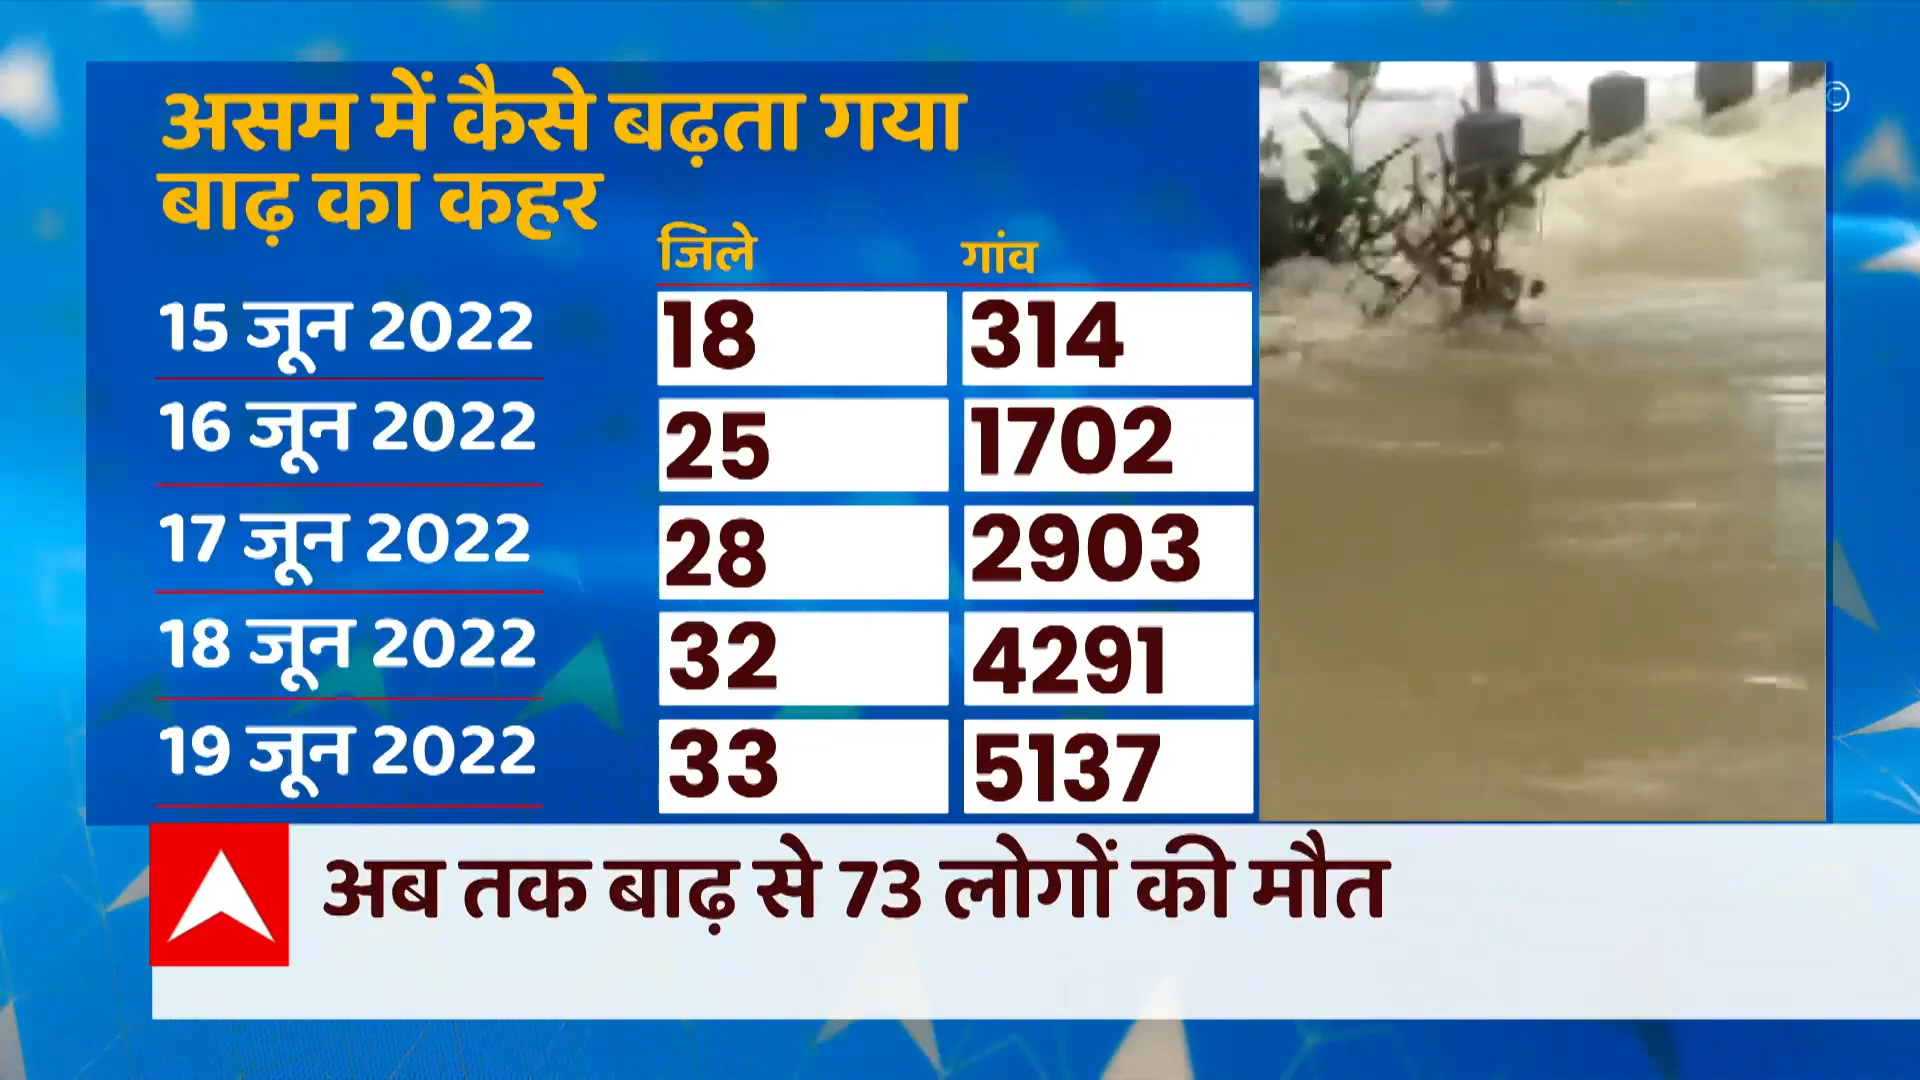 असम में कैसे बढ़ता गया
बाढ़ का कहर
जिले गांव
15 जून 2022 18 314
16 जून 2022 25 1702
17 जून 2022 28 2903
18 जून 2022 32 4291
19 जून 2022 33 5137
अब तक बाढ़ से 73 लोगों की मौत
©